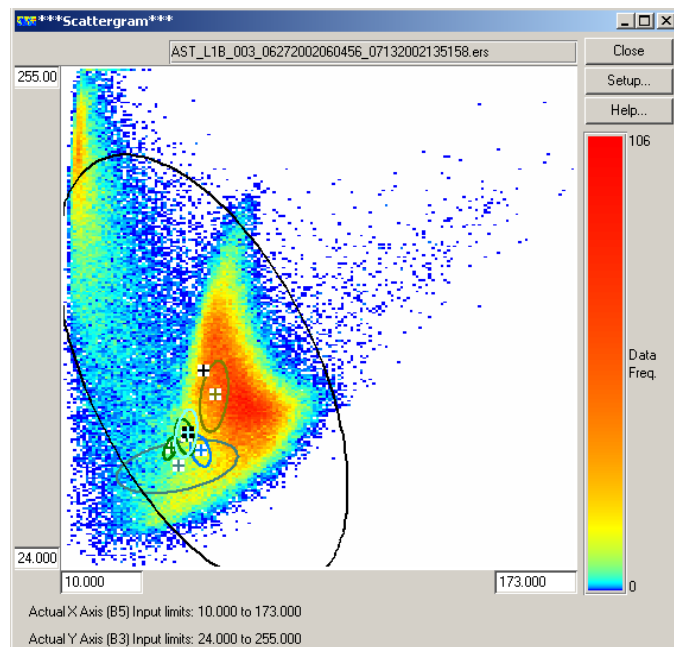 ***Scattergram***
AST_L1B_003_06272002060456_07132002135158.ers
Close
Setup...
Help...
255.00
106
Data
Freq.
24.000
0
10.000
173.000
Actual X Axis (B5) Input limits: 10.000 to 173.000
Actual Y Axis (B3) Input limits: 24.000 to 255.000